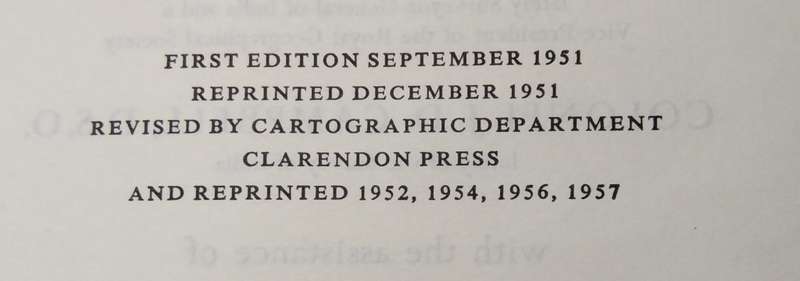 FIRST EDITION SEPTEMBER 1951
REPRINTED DECEMBER 1951
REVISED BY CARTOGRAPHIC DEPARTMENT
CLARENDON PRESS
AND REPRINTED 1952, 1954, 1956, 1957